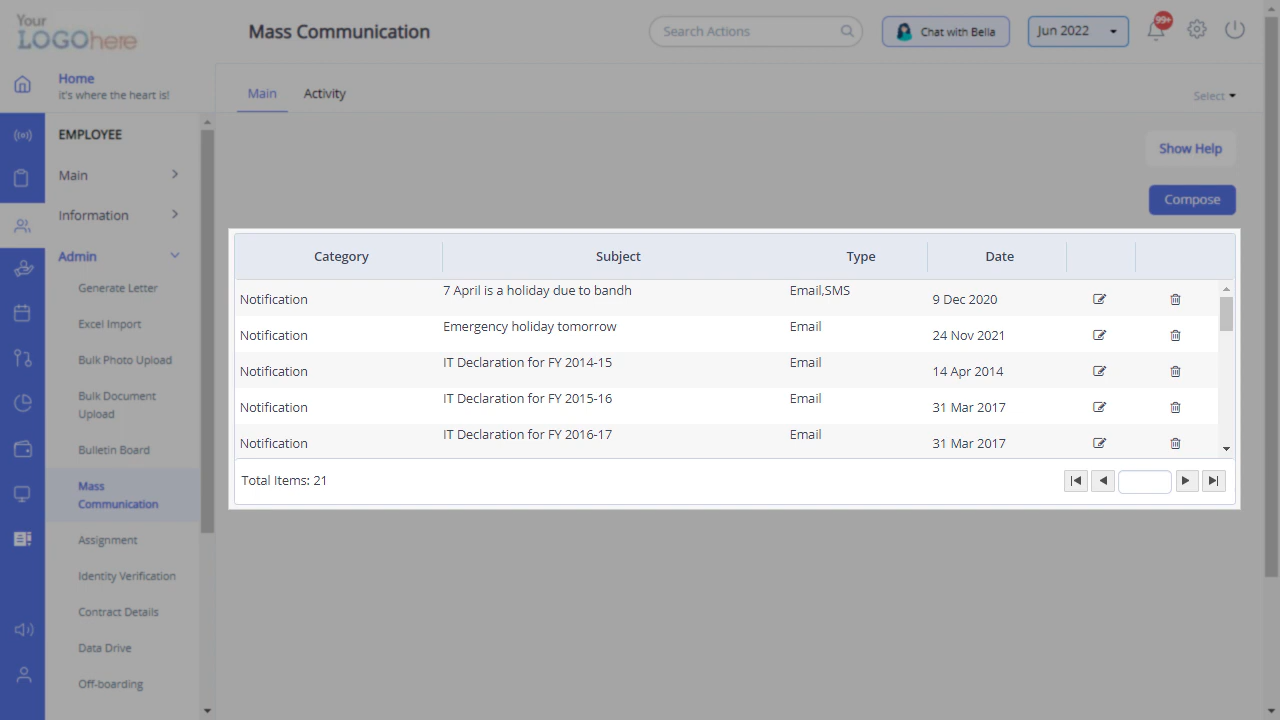 Your
LOGOhere
Mass Communication
Search Actions
Chat with Bella
Jun 2022
99+
Home
it's where the heart is!
Main
Activity
Select
EMPLOYEE
Main
Information
Admin
Generate Letter
Excel Import
Bulk Photo Upload
Bulk Document
Upload
Bulletin Board
Mass
Communication
Assignment
Identity Verification
Contract Details
Data Drive
Off-boarding
Show Help
Compose
Category Subject Type Date
Notification 7 April is a holiday due to bandh Email,SMS 9 Dec 2020
Notification Emergency holiday tomorrow Email 24 Nov 2021
Notification IT Declaration for FY 2014-15 Email 14 Apr 2014
Notification IT Declaration for FY 2015-16 Email 31 Mar 2017
Notification IT Declaration for FY 2016-17 Email 31 Mar 2017
Total Items: 21